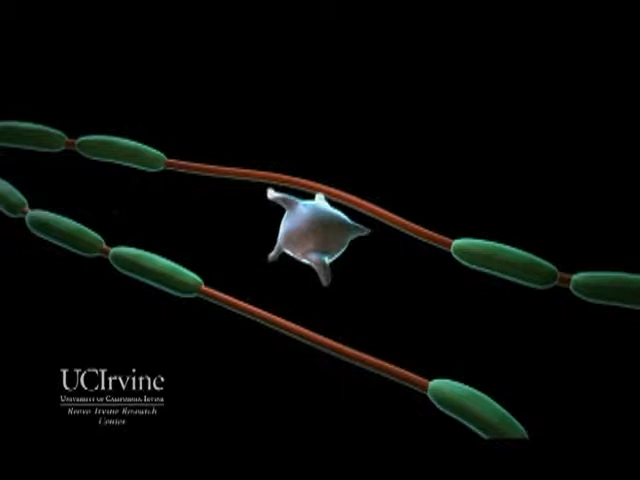 UCIrvine
University of California, Irvine
Reeve-Irvine Research
Center